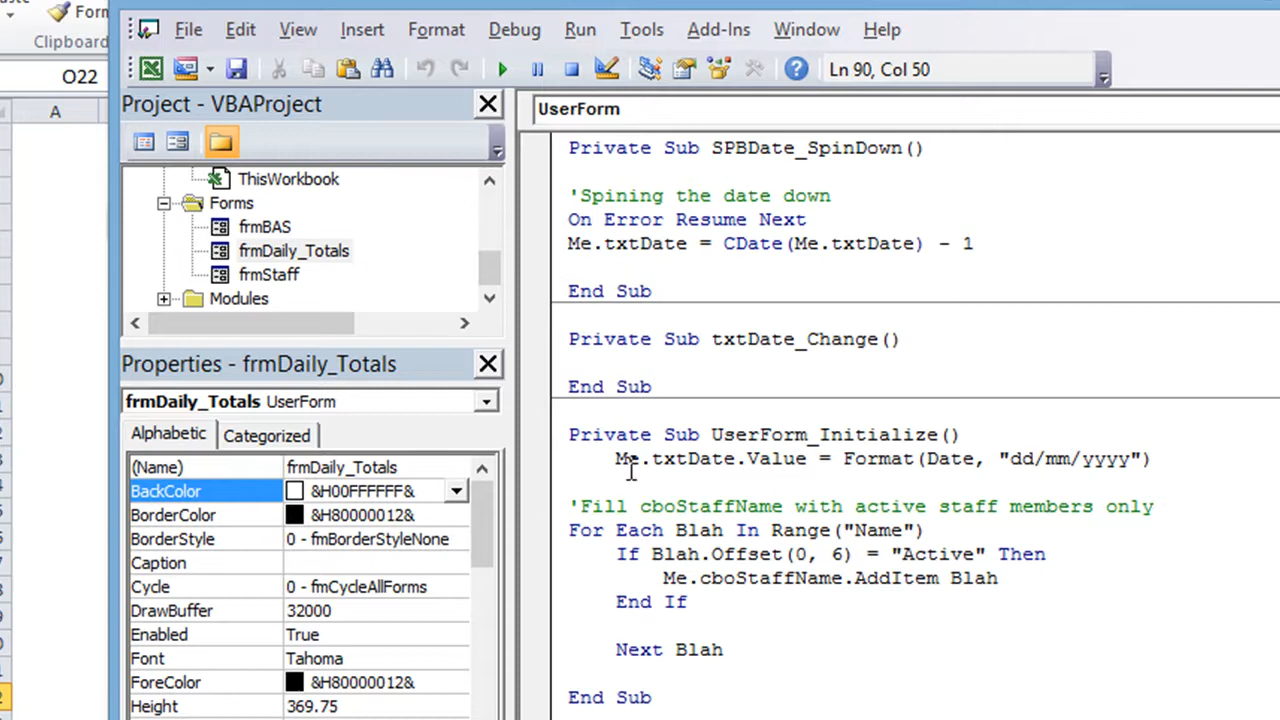 Form
Clipboard
O22
A
File Edit View Insert Format Debug Run Tools Add-Ins Window Help
Ln 90, Col 50
Project - VBAProject
ThisWorkbook
Forms
frmBAS
frmDaily_Totals
frmStaff
Modules
Properties - frmDaily_Totals
frmDaily_Totals UserForm
Alphabetic Categorized
(Name) frmDaily_Totals
BackColor &H00FFFFFF&
BorderColor &H80000012&
BorderStyle 0 - fmBorderStyleNone
Caption
Cycle 0 - fmCycleAllForms
DrawBuffer 32000
Enabled True
Font Tahoma
ForeColor &H80000012&
Height 369.75
UserForm
Private Sub SPBDate_SpinDown()
'Spining the date down
On Error Resume Next
Me.txtDate = CDate(Me.txtDate) - 1
End Sub
Private Sub txtDate_Change()
End Sub
Private Sub UserForm_Initialize()
Me.txtDate.Value = Format(Date, "dd/mm/yyyy")
'Fill cboStaffName with active staff members only
For Each Blah In Range("Name")
If Blah.Offset(0, 6) = "Active" Then
Me.cboStaffName.AddItem Blah
End If
Next Blah
End Sub